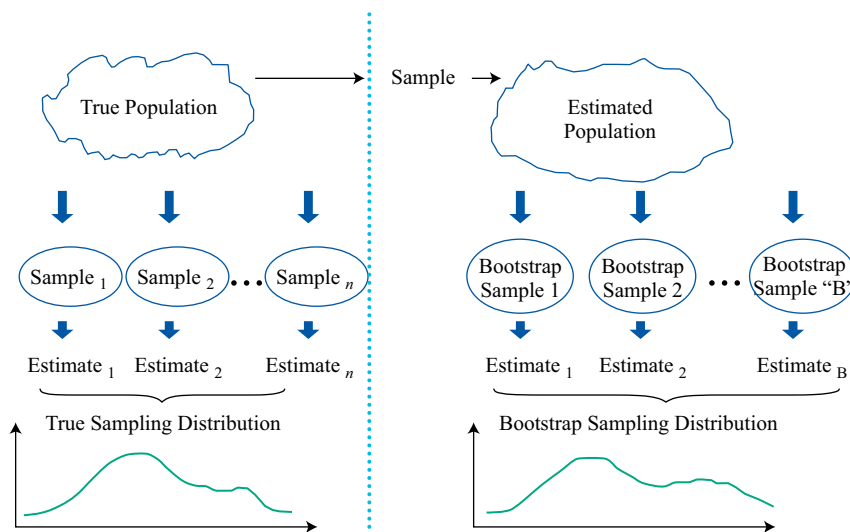 True Population
Sample
Estimated
Population
Sample 1
Sample 2
...
Sample n
Bootstrap
Sample 1
Bootstrap
Sample 2
...
Bootstrap
Sample “B”
Estimate 1
Estimate 2
Estimate n
Estimate 1
Estimate 2
Estimate B
True Sampling Distribution
Bootstrap Sampling Distribution